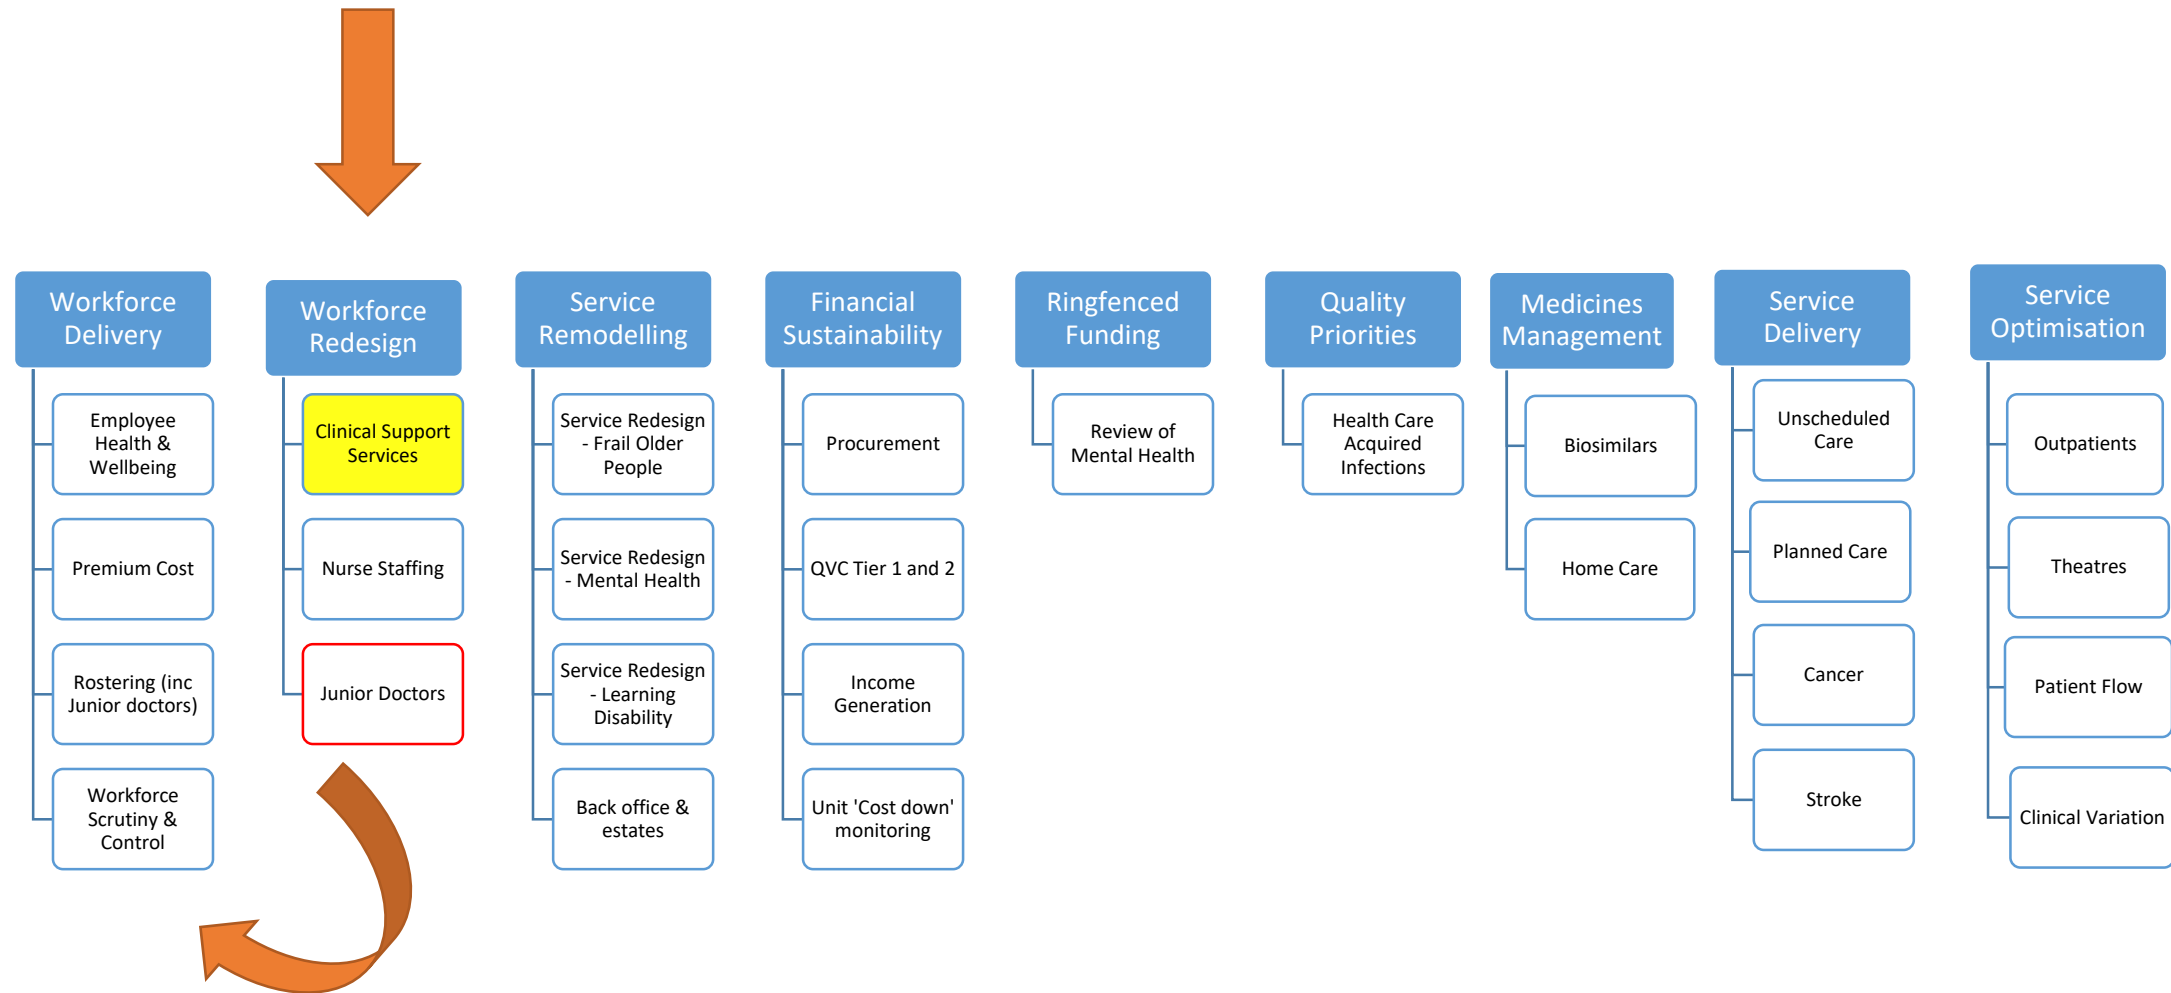 Workforce
Delivery
Employee
Health &
Wellbeing
Premium Cost
Rostering (inc
Junior doctors)
Workforce
Scrutiny &
Control
Workforce
Redesign
Clinical Support
Services
Nurse Staffing
Junior Doctors
Service
Remodelling
Service Redesign
- Frail Older
People
Service Redesign
- Mental Health
Service Redesign
- Learning
Disability
Back office &
estates
Financial
Sustainability
Procurement
QVC Tier 1 and 2
Income
Generation
Unit 'Cost down'
monitoring
Ringfenced
Funding
Review of
Mental Health
Quality
Priorities
Health Care
Acquired
Infections
Medicines
Management
Biosimilars
Home Care
Service
Delivery
Unscheduled
Care
Planned Care
Cancer
Stroke
Service
Optimisation
Outpatients
Theatres
Patient Flow
Clinical Variation